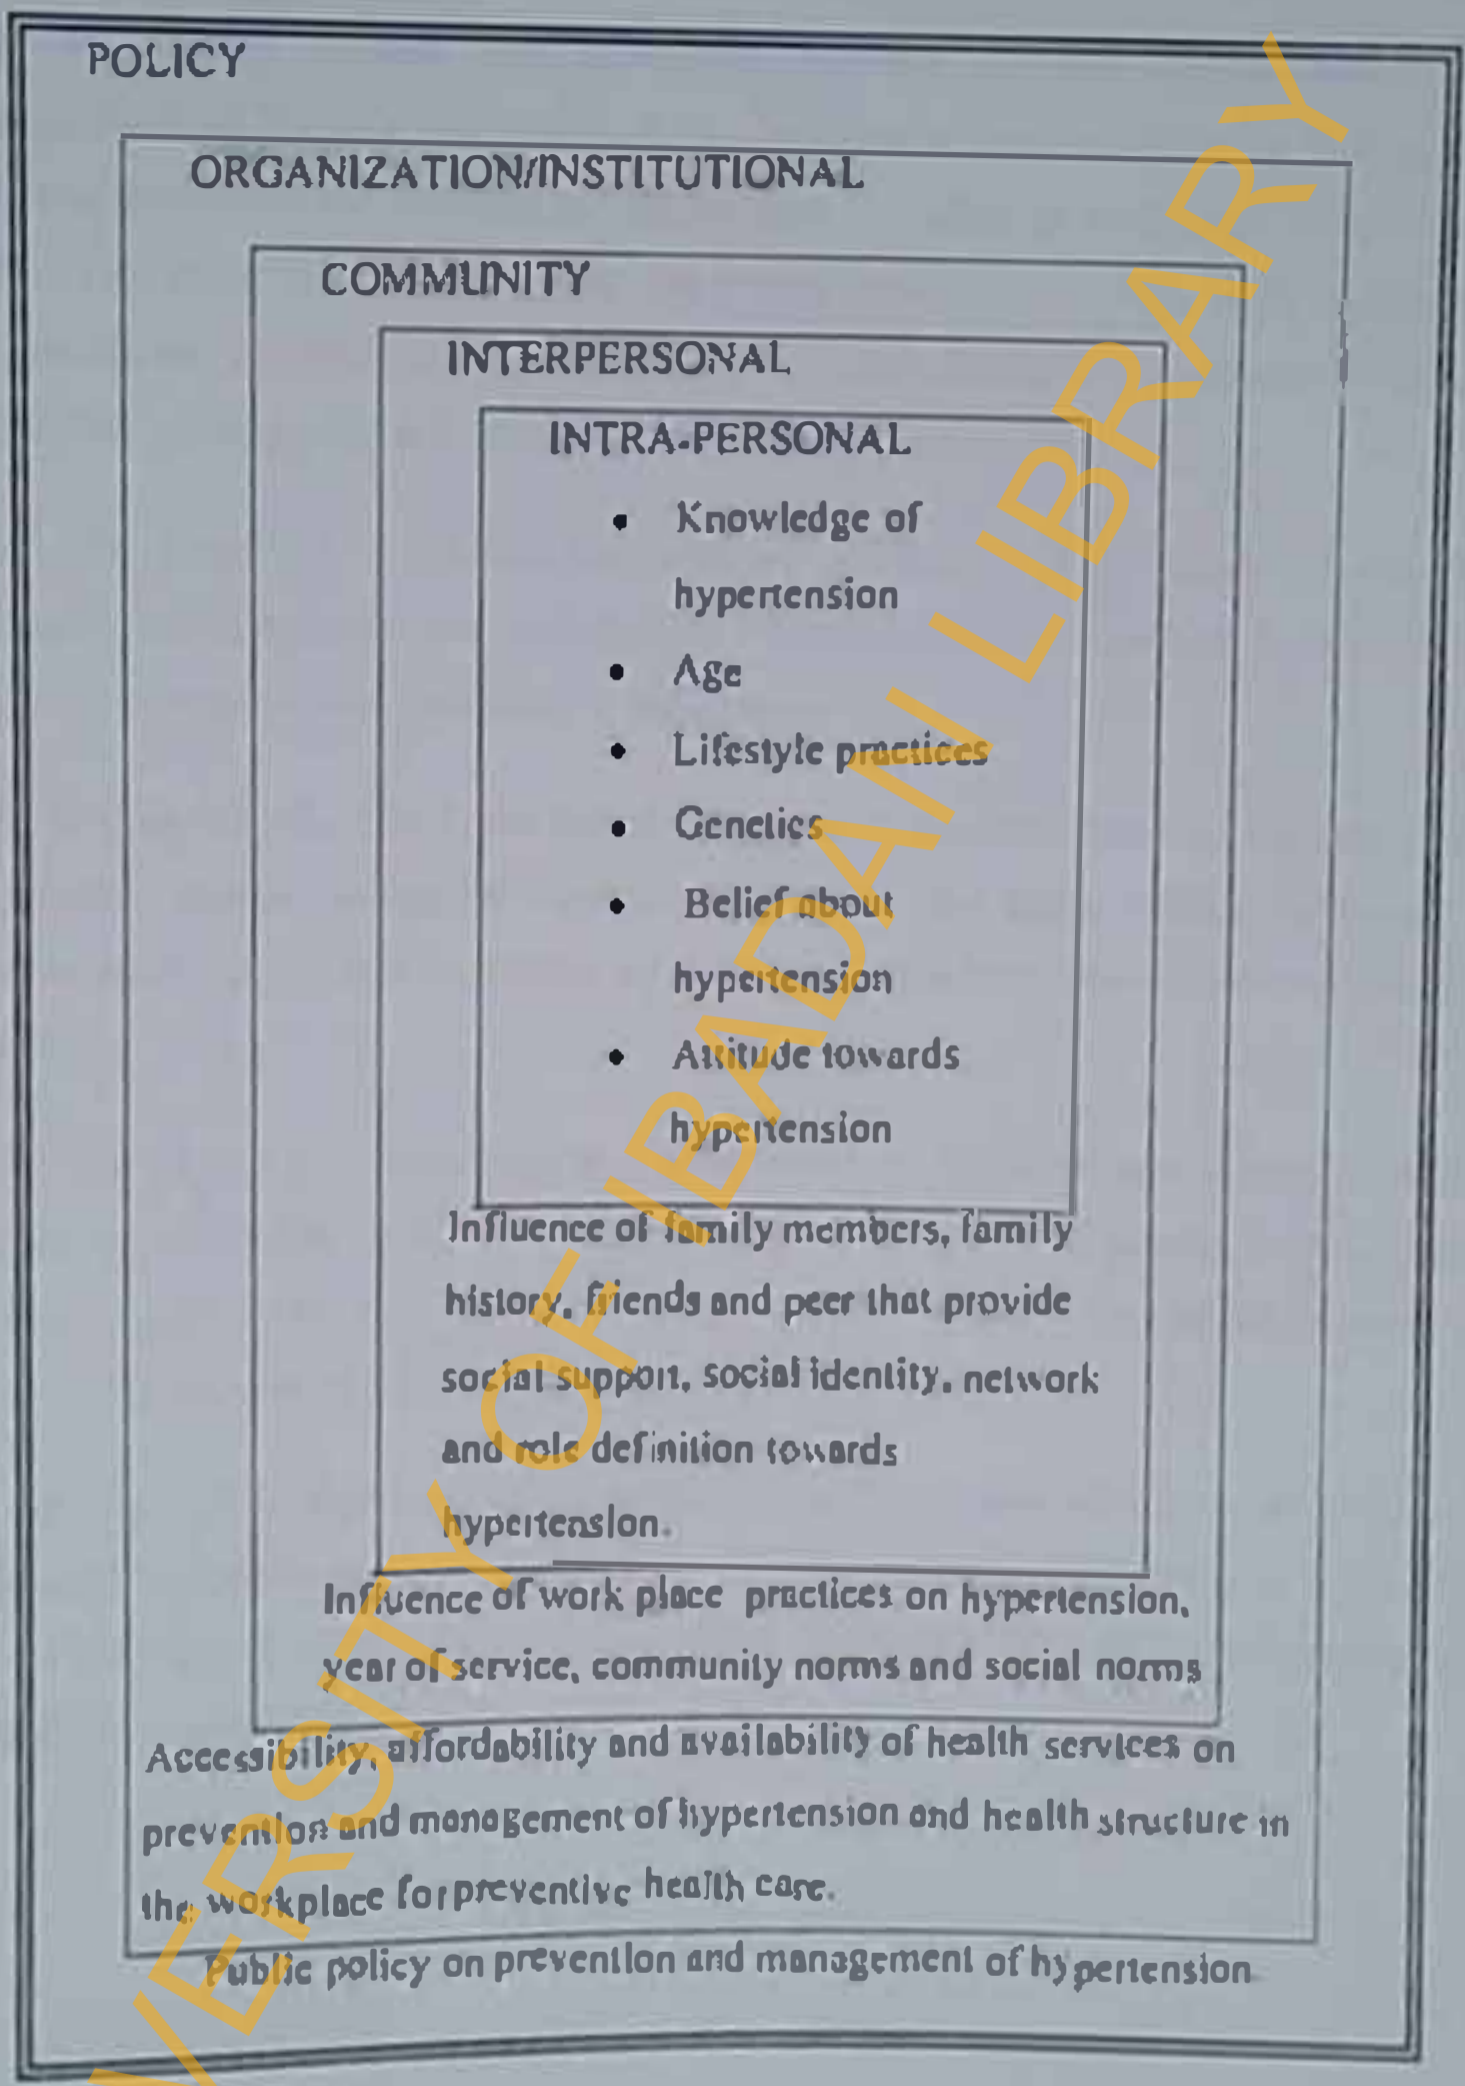 POLICY
ORGANIZATION/INSTITUTIONAL
COMMUNITY
INTERPERSONAL
INTRA-PERSONAL
• Knowledge of
hypertension
• Age
• Lifestyle practices
• Genetics
• Belief about
hypertension
• Attitude towards
hypertension
Influence of family members, family
history, friends and peer that provide
social support, social identity, network
and role definition towards
hypertension.
Influence of work place practices on hypertension,
year of service, community norms and social norms
Accessibility, affordability and availability of health services on
prevention and management of hypertension and health structure in
the workplace for preventive health care.
Public policy on prevention and management of hypertension
VERSITY OF IBADAN LIBRARY